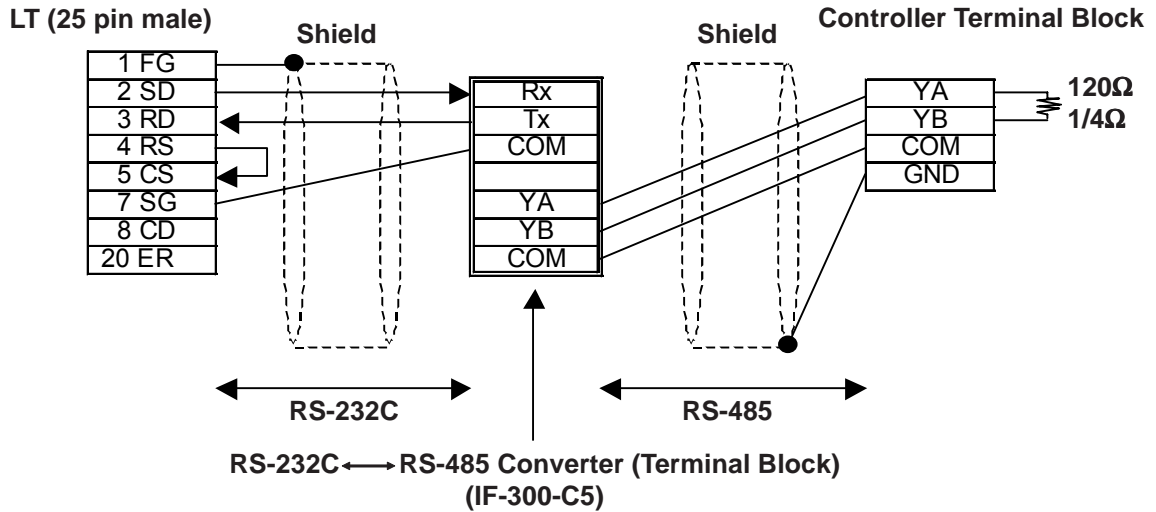 LT (25 pin male)
Shield
Shield
Controller Terminal Block
1 FG
2 SD
3 RD
4 RS
5 CS
7 SG
8 CD
20 ER
Rx
Tx
COM
YA
YB
COM
YA
YB
COM
GND
120Ω
1/4Ω
RS-232C
RS-485
RS-232C ←→ RS-485 Converter (Terminal Block)
(IF-300-C5)